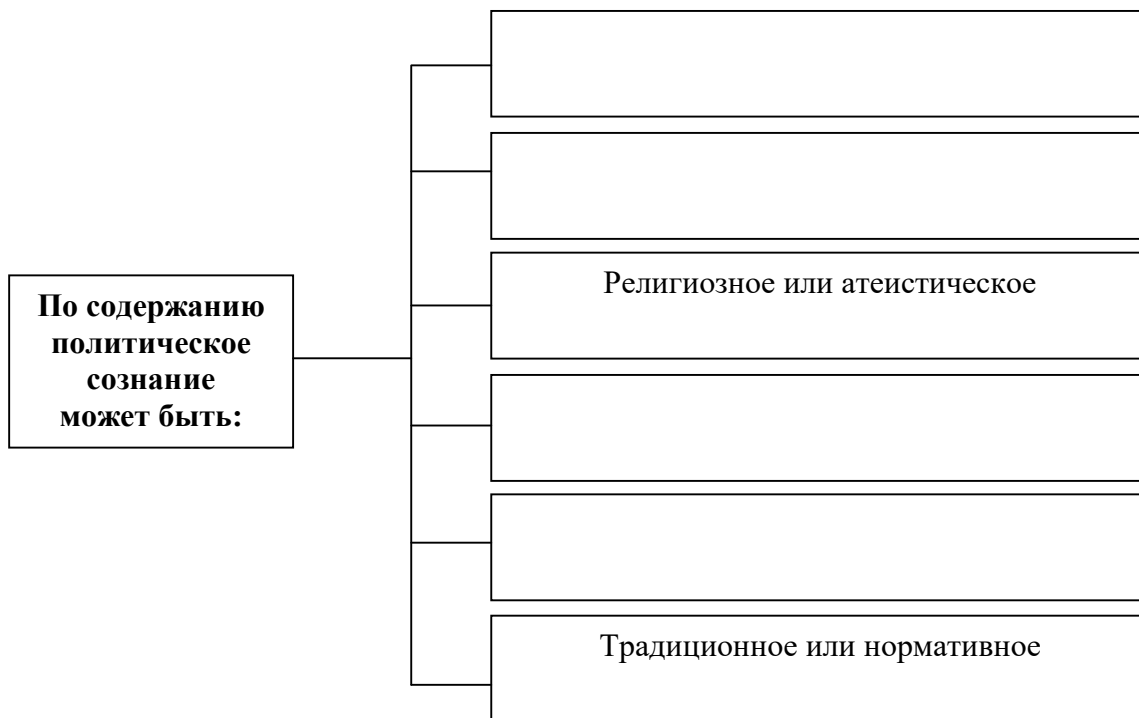 Религиозное или атеистическое
По содержанию
политическое
сознание
может быть:
Традиционное или нормативное